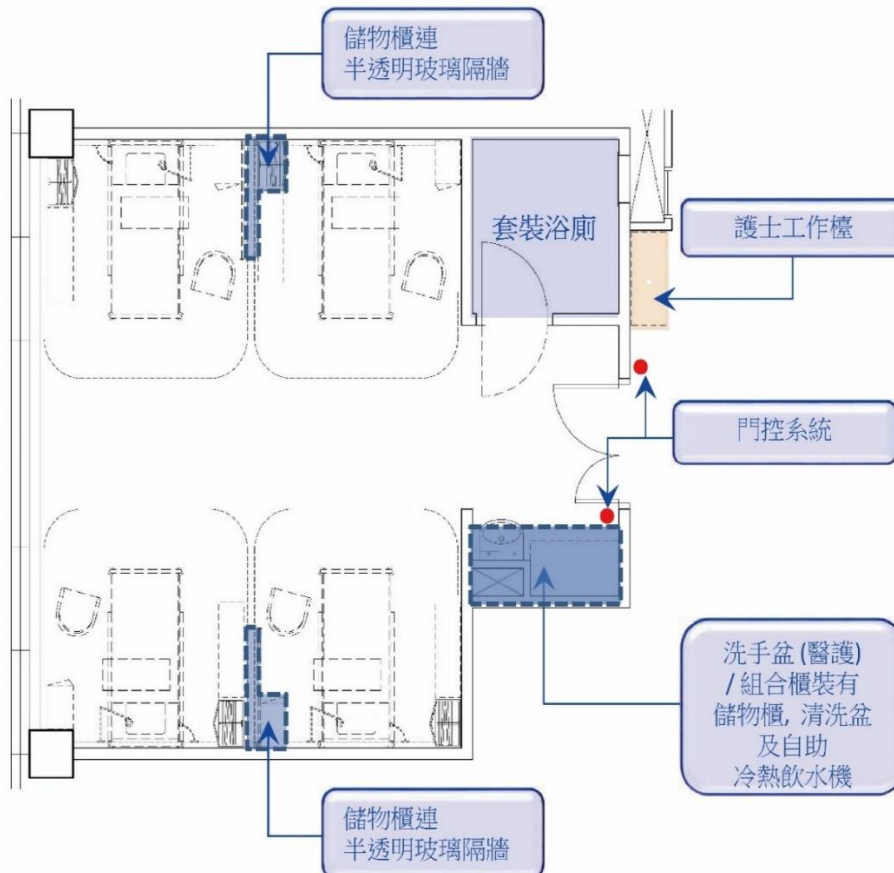 儲物櫃連
半透明玻璃隔牆
套裝浴廁
護士工作檯
門控系統
洗手盆 (醫護)
/ 組合櫃裝有
儲物櫃, 清洗盆
及自助
冷熱飲水機
儲物櫃連
半透明玻璃隔牆